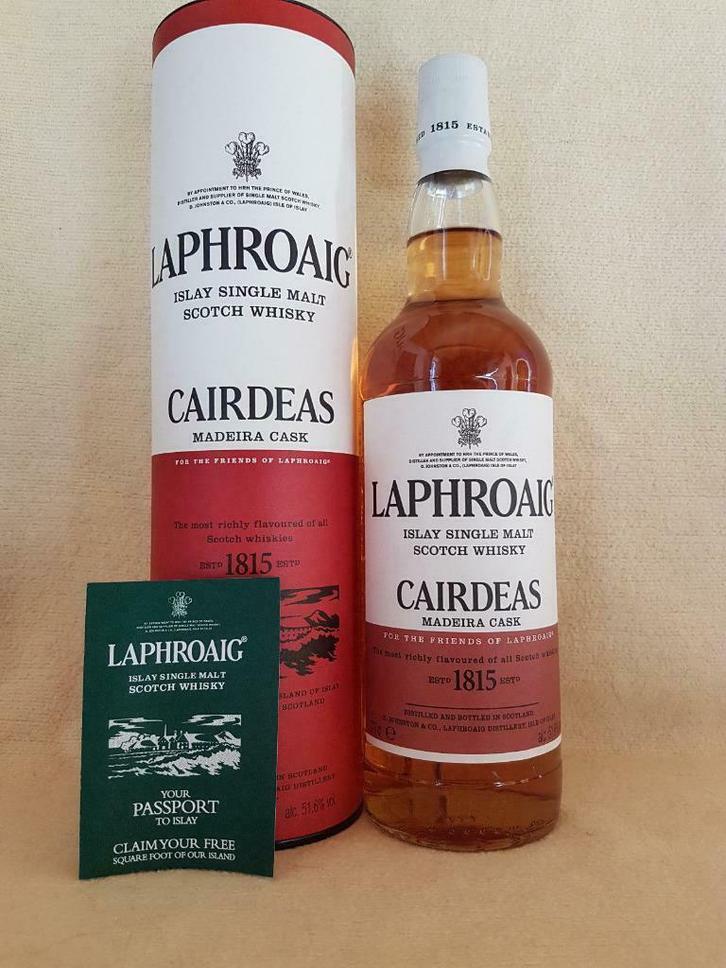 BY APPOINTMENT TO HRH THE PRINCE OF WALES,
DISTILLER AND SUPPLIER OF SINGLE MALT SCOTCH WHISKY,
D. JOHNSTON & CO., (LAPHROAIG) ISLE OF ISLAY
LAPHROAIG®
ISLAY SINGLE MALT
SCOTCH WHISKY
CAIRDEAS
MADEIRA CASK
FOR THE FRIENDS OF LAPHROAIG®
The most richly flavoured of all
Scotch whiskies
ESTD 1815 ESTD
ISLAND OF ISLAY
SCOTLAND
IN SCOTLAND
DISTILLERY
alc. 51,6% vol
1815 ESTA
BY APPOINTMENT TO HRH THE PRINCE OF WALES,
DISTILLER AND SUPPLIER OF SINGLE MALT SCOTCH WHISKY,
D. JOHNSTON & CO., (LAPHROAIG) ISLE OF ISLAY
LAPHROAIG
ISLAY SINGLE MALT
SCOTCH WHISKY
CAIRDEAS
MADEIRA CASK
FOR THE FRIENDS OF LAPHROAIG®
The most richly flavoured of all Scotch
ESTD 1815 ESTD
DISTILLED AND BOTTLED IN SCOTLAND
D. JOHNSTON & CO., LAPHROAIG DISTILLERY, ISLE OF ISLAY
e
LAPHROAIG®
ISLAY SINGLE MALT
SCOTCH WHISKY
YOUR
PASSPORT
TO ISLAY
CLAIM YOUR FREE
SQUARE FOOT OF OUR ISLAND